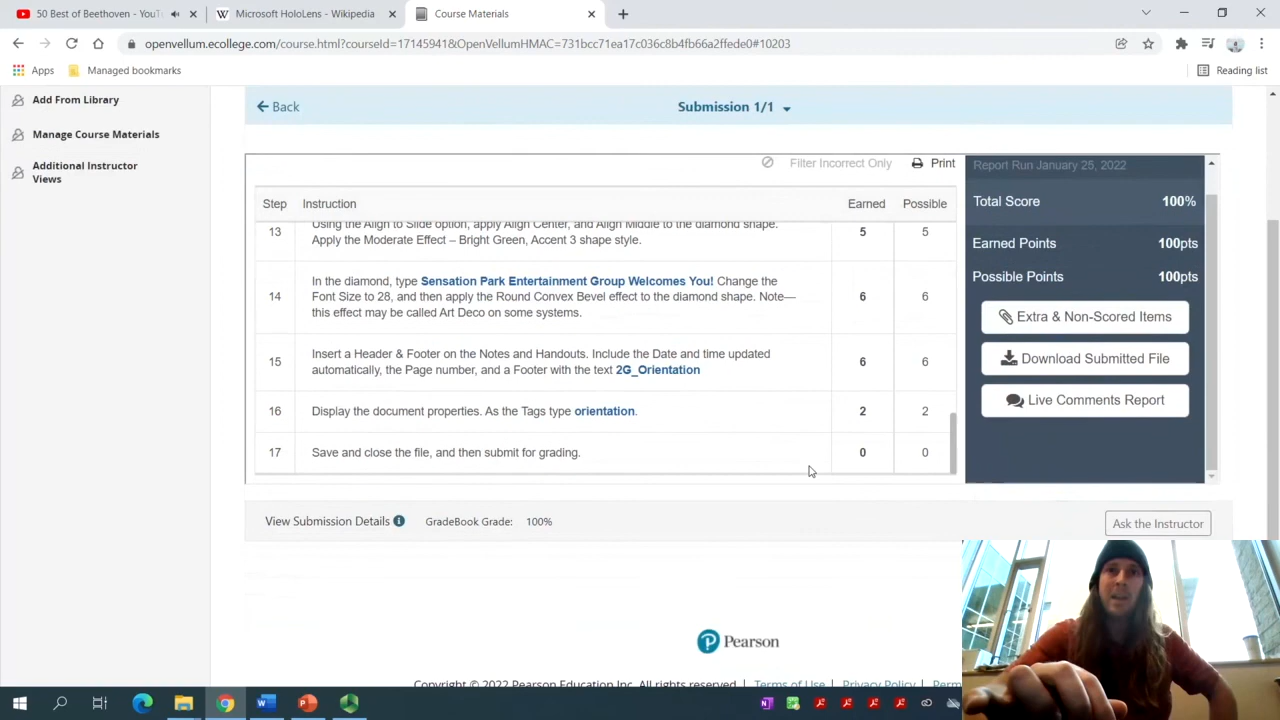 50 Best of Beethoven - YouT
Microsoft HoloLens - Wikipedia
Course Materials
openvellum.ecollege.com/course.html?courseId=17145941&OpenVellumHMAC=731bcc71ea17c036c8b4fb66a2ffede0#10203
Apps
Managed bookmarks
Reading list
Add From Library
Manage Course Materials
Additional Instructor
Views
Back
Submission 1/1
Filter Incorrect Only
Print
Report Run January 25, 2022
Step Instruction Earned Possible
Total Score 100%
13 Using the Align to Slide option, apply Align Center, and Align Middle to the diamond shape. 5 5
Apply the Moderate Effect – Bright Green, Accent 3 shape style.
Earned Points 100pts
Possible Points 100pts
14 In the diamond, type Sensation Park Entertainment Group Welcomes You! Change the 6 6
Font Size to 28, and then apply the Round Convex Bevel effect to the diamond shape. Note—
this effect may be called Art Deco on some systems.
Extra & Non-Scored Items
Download Submitted File
Live Comments Report
15 Insert a Header & Footer on the Notes and Handouts. Include the Date and time updated 6 6
automatically, the Page number, and a Footer with the text 2G_Orientation
16 Display the document properties. As the Tags type orientation. 2 2
17 Save and close the file, and then submit for grading. 0 0
View Submission Details
GradeBook Grade: 100%
Ask the Instructor
Pearson
Copyright © 2022 Pearson Education Inc. All rights reserved. Terms of Use Privacy Policy